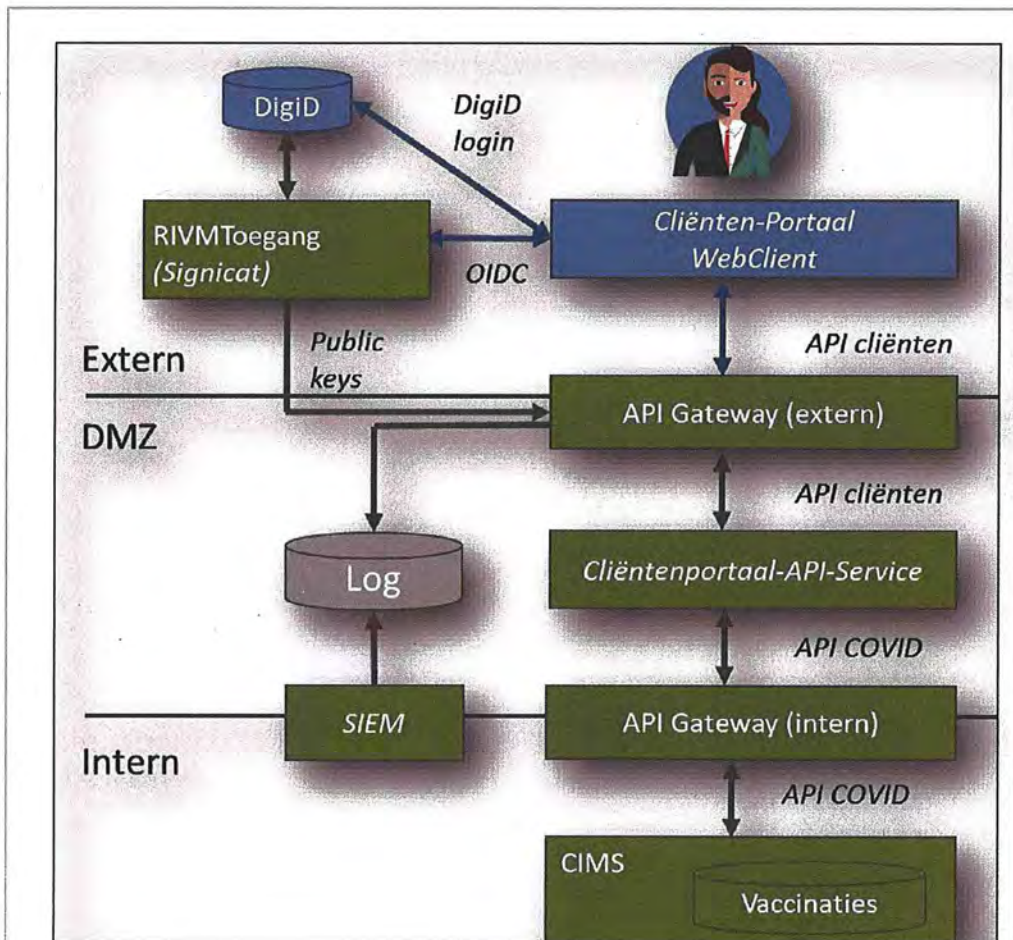 DigiD
DigiD
login
RIVMToegang
(Signicat)
OIDC
Cliënten-Portaal
WebClient
Public
keys
API cliënten
Extern
DMZ
API Gateway (extern)
API cliënten
Log
Cliëntenportaal-API-Service
API COVID
SIEM
API Gateway (intern)
Intern
API COVID
CIMS
Vaccinaties